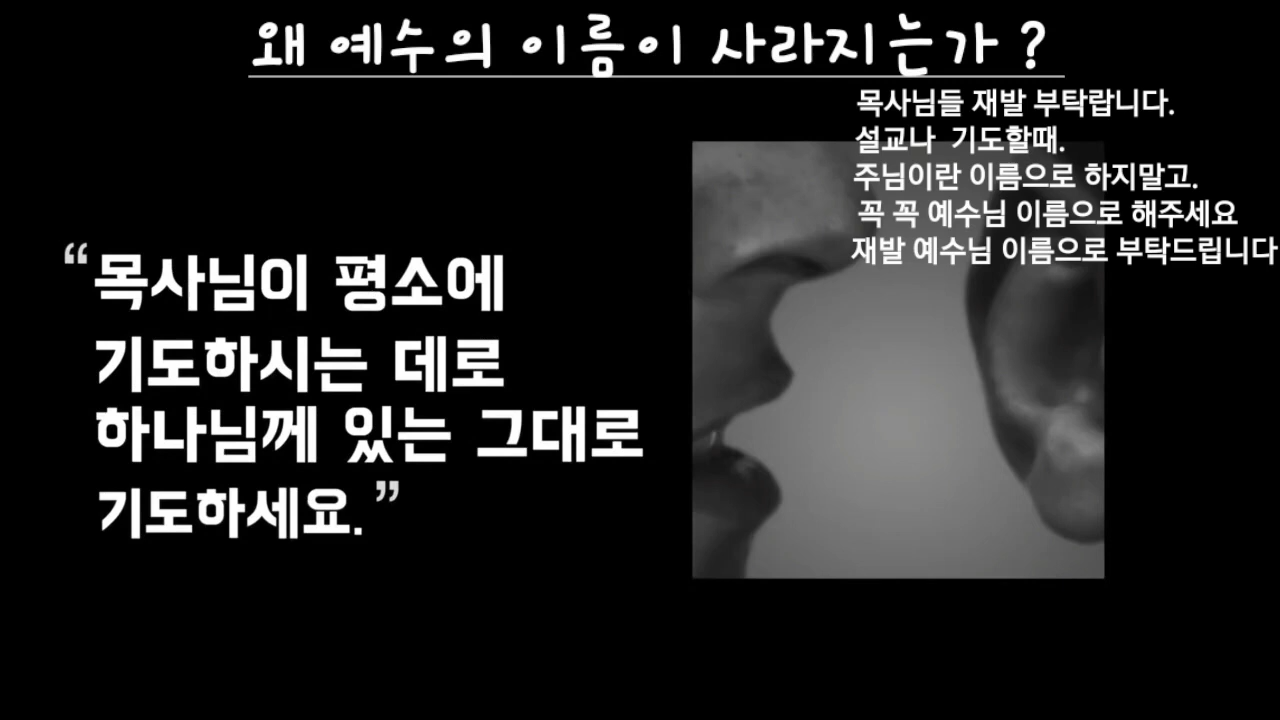 왜 예수의 이름이 사라지는가 ?
목사님들 재발 부탁랍니다.
설교나 기도할때.
주님이란 이름으로 하지말고.
꼭 꼭 예수님 이름으로 해주세요
재발 예수님 이름으로 부탁드립니다
“목사님이 평소에
기도하시는 데로
하나님께 있는 그대로
기도하세요.”